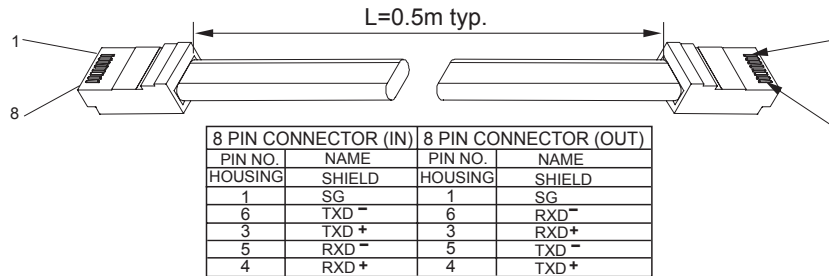 L=0.5m typ.
1
8
8 PIN CONNECTOR (IN) 8 PIN CONNECTOR (OUT)
PIN NO. NAME PIN NO. NAME
HOUSING SHIELD HOUSING SHIELD
1 SG 1 SG
6 TXD - 6 RXD-
3 TXD + 3 RXD+
5 RXD - 5 TXD -
4 RXD + 4 TXD +